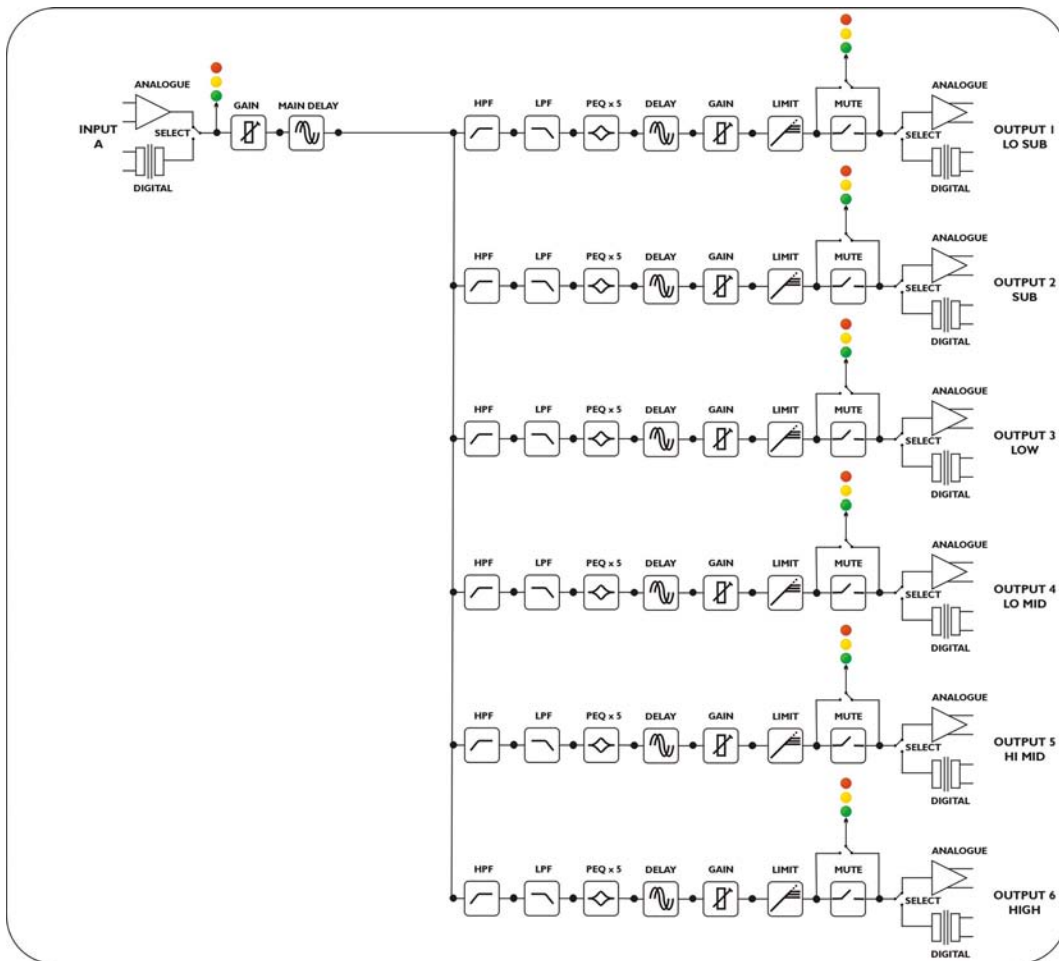 ANALOGUE
INPUT
A
SELECT
DIGITAL
GAIN
MAIN DELAY
HPF
LPF
PEQ x 5
DELAY
GAIN
LIMIT
MUTE
ANALOGUE
SELECT
DIGITAL
OUTPUT 1
LO SUB
HPF
LPF
PEQ x 5
DELAY
GAIN
LIMIT
MUTE
ANALOGUE
SELECT
DIGITAL
OUTPUT 2
SUB
HPF
LPF
PEQ x 5
DELAY
GAIN
LIMIT
MUTE
ANALOGUE
SELECT
DIGITAL
OUTPUT 3
LOW
HPF
LPF
PEQ x 5
DELAY
GAIN
LIMIT
MUTE
ANALOGUE
SELECT
DIGITAL
OUTPUT 4
LO MID
HPF
LPF
PEQ x 5
DELAY
GAIN
LIMIT
MUTE
ANALOGUE
SELECT
DIGITAL
OUTPUT 5
HI MID
HPF
LPF
PEQ x 5
DELAY
GAIN
LIMIT
MUTE
ANALOGUE
SELECT
DIGITAL
OUTPUT 6
HIGH